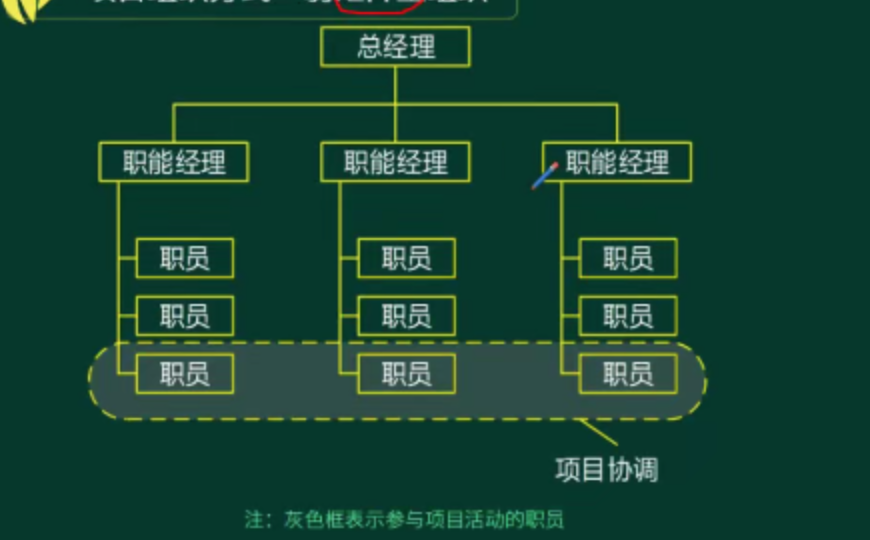 总经理
职能经理 职能经理 职能经理
职员 职员 职员
职员 职员 职员
职员 职员 职员
项目协调
注：灰色框表示参与项目活动的职员